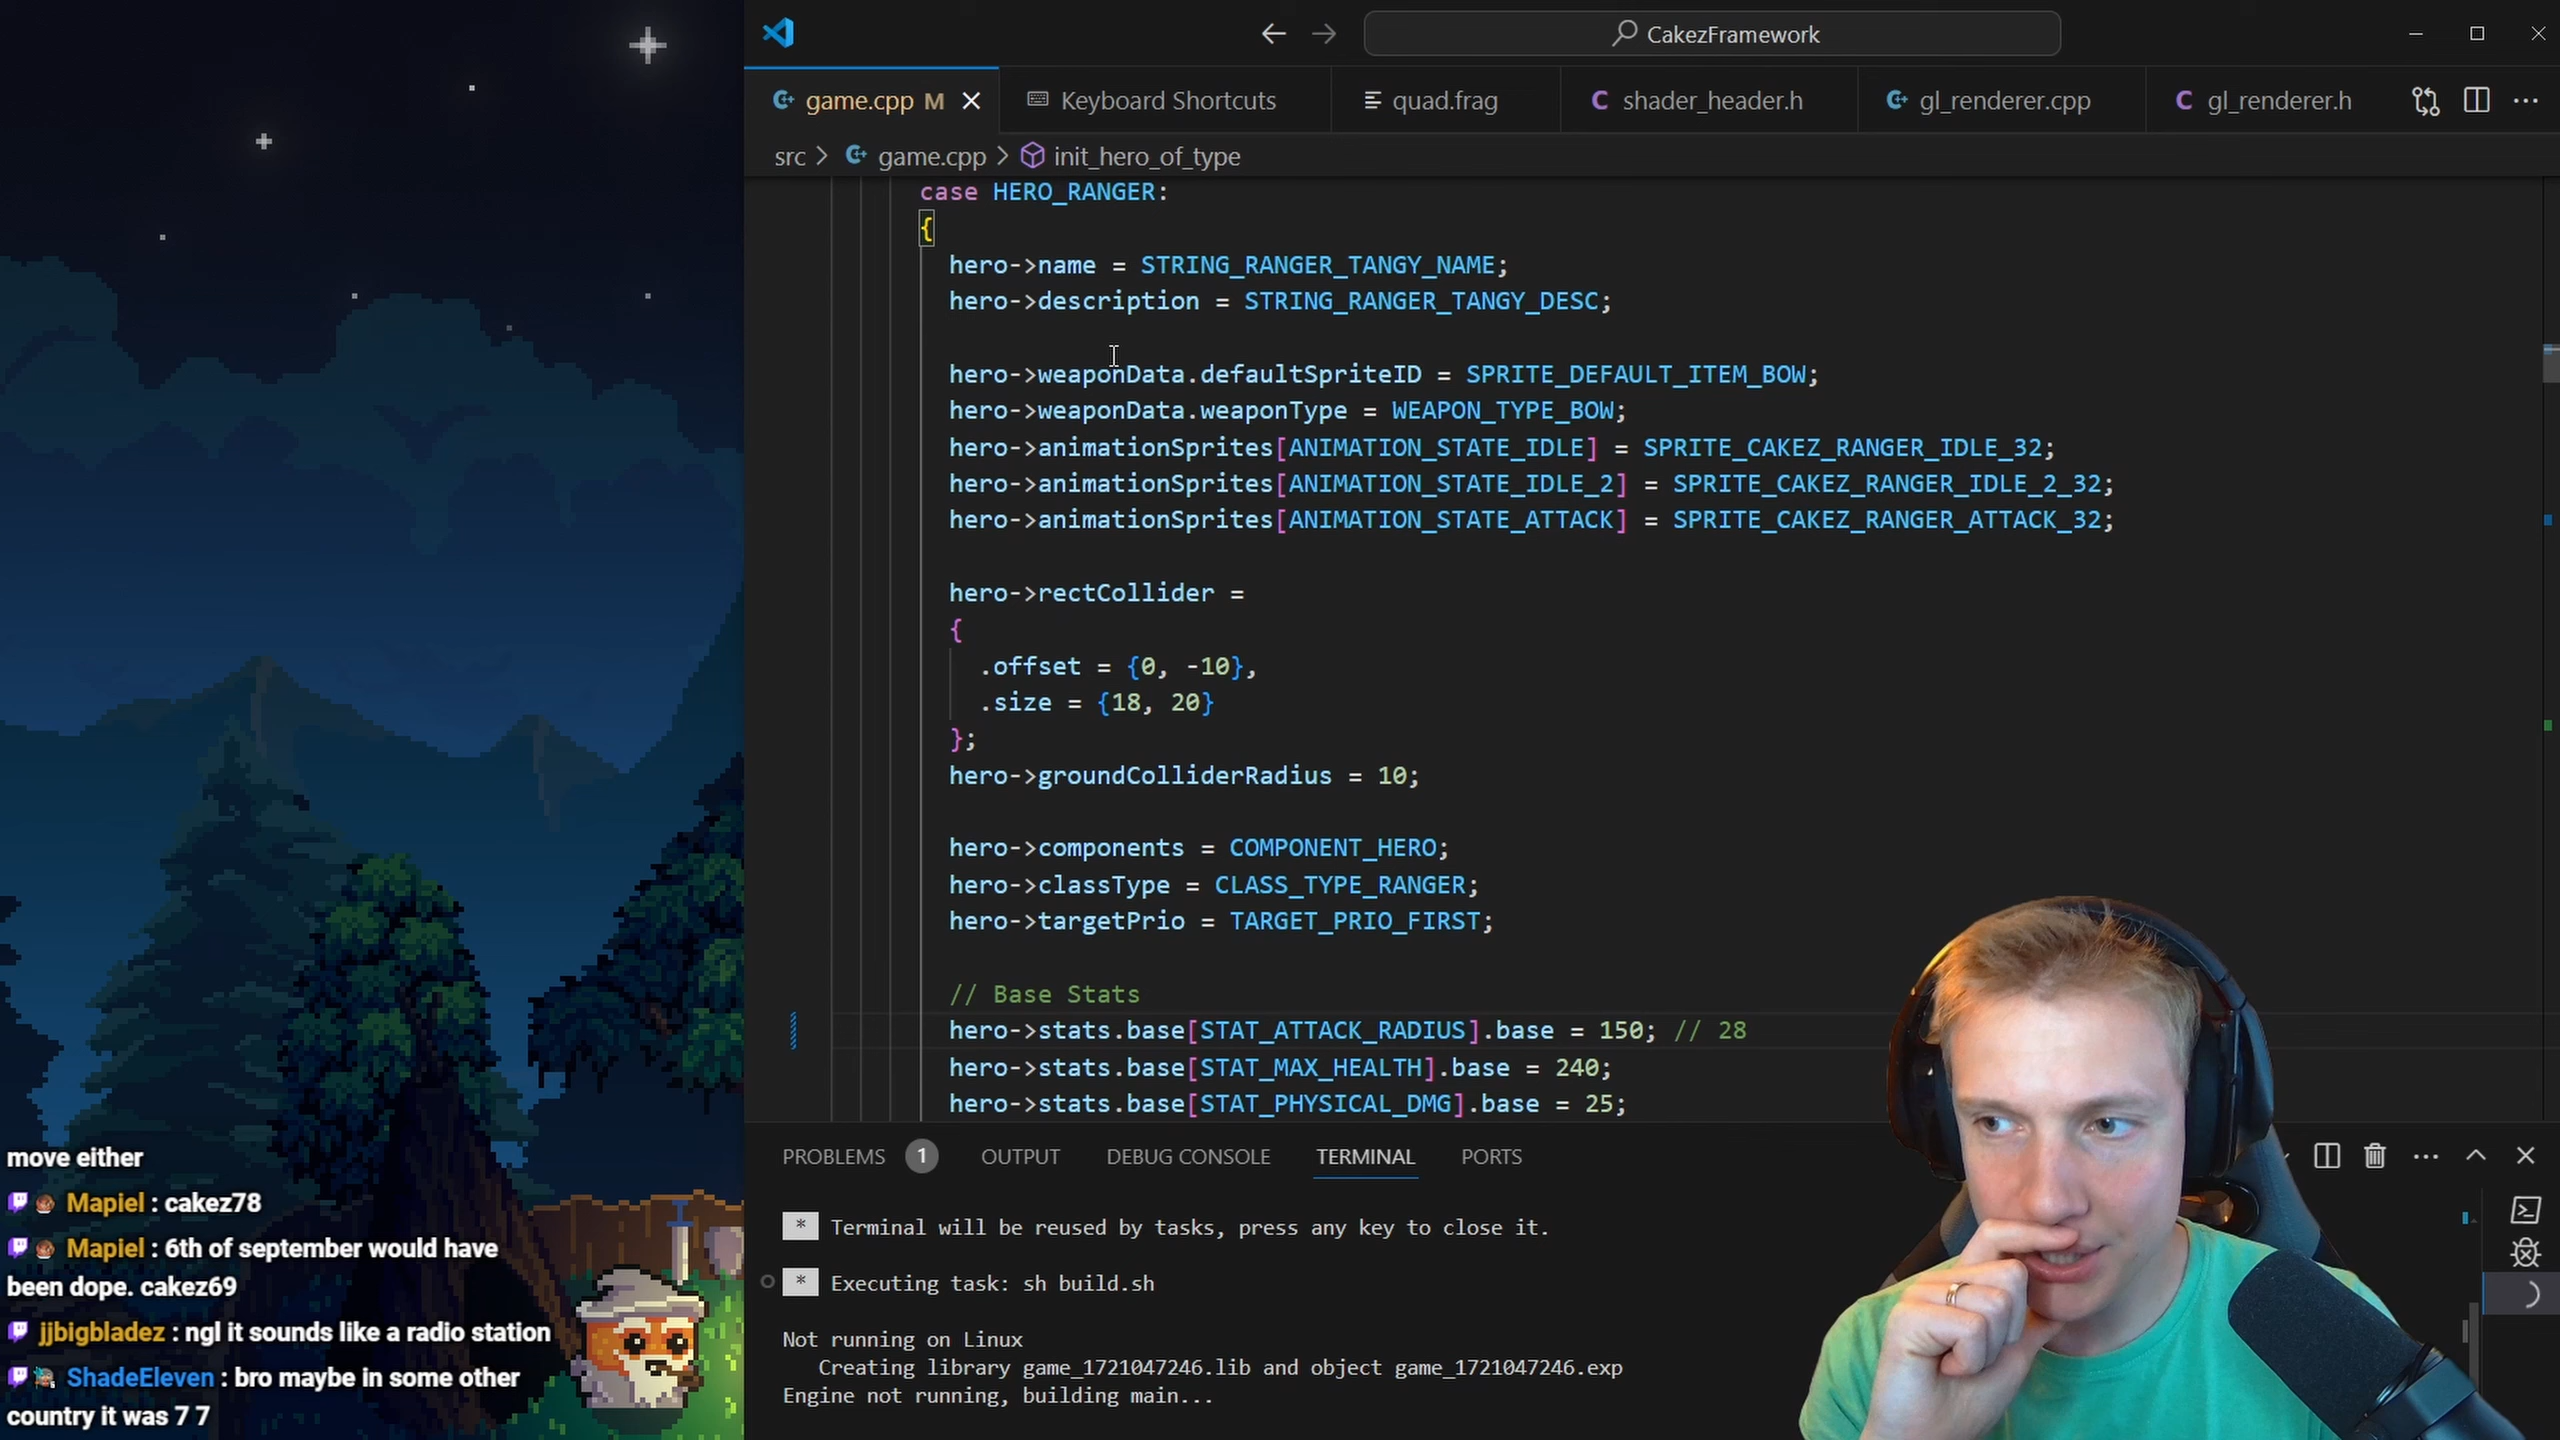 CakezFramework
game.cpp M
Keyboard Shortcuts
quad.frag
shader_header.h
gl_renderer.cpp
gl_renderer.h
src > game.cpp > init_hero_of_type
case HERO_RANGER:
{
hero->name = STRING_RANGER_TANGY_NAME;
hero->description = STRING_RANGER_TANGY_DESC;
hero->weaponData.defaultSpriteID = SPRITE_DEFAULT_ITEM_BOW;
hero->weaponData.weaponType = WEAPON_TYPE_BOW;
hero->animationSprites[ANIMATION_STATE_IDLE] = SPRITE_CAKEZ_RANGER_IDLE_32;
hero->animationSprites[ANIMATION_STATE_IDLE_2] = SPRITE_CAKEZ_RANGER_IDLE_2_32;
hero->animationSprites[ANIMATION_STATE_ATTACK] = SPRITE_CAKEZ_RANGER_ATTACK_32;
hero->rectCollider =
{
.offset = {0, -10},
.size = {18, 20}
};
hero->groundColliderRadius = 10;
hero->components = COMPONENT_HERO;
hero->classType = CLASS_TYPE_RANGER;
hero->targetPrio = TARGET_PRIO_FIRST;
// Base Stats
hero->stats.base[STAT_ATTACK_RADIUS].base = 150; // 28
hero->stats.base[STAT_MAX_HEALTH].base = 240;
hero->stats.base[STAT_PHYSICAL_DMG].base = 25;
PROBLEMS 1 OUTPUT DEBUG CONSOLE TERMINAL PORTS
* Terminal will be reused by tasks, press any key to close it.
* Executing task: sh build.sh
Not running on Linux
Creating library game_1721047246.lib and object game_1721047246.exp
Engine not running, building main...
move either
Mapiel : cakez78
Mapiel : 6th of september would have
been dope. cakez69
jjbigbladez : ngl it sounds like a radio station
ShadeEleven : bro maybe in some other
country it was 7 7